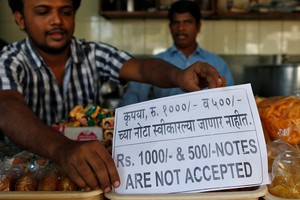 कृपया, रु. १०००/- व ५००/-
च्या नोटा स्वीकारल्या जाणार नाहीत.
Rs. 1000/- & 500/-NOTES
ARE NOT ACCEPTED